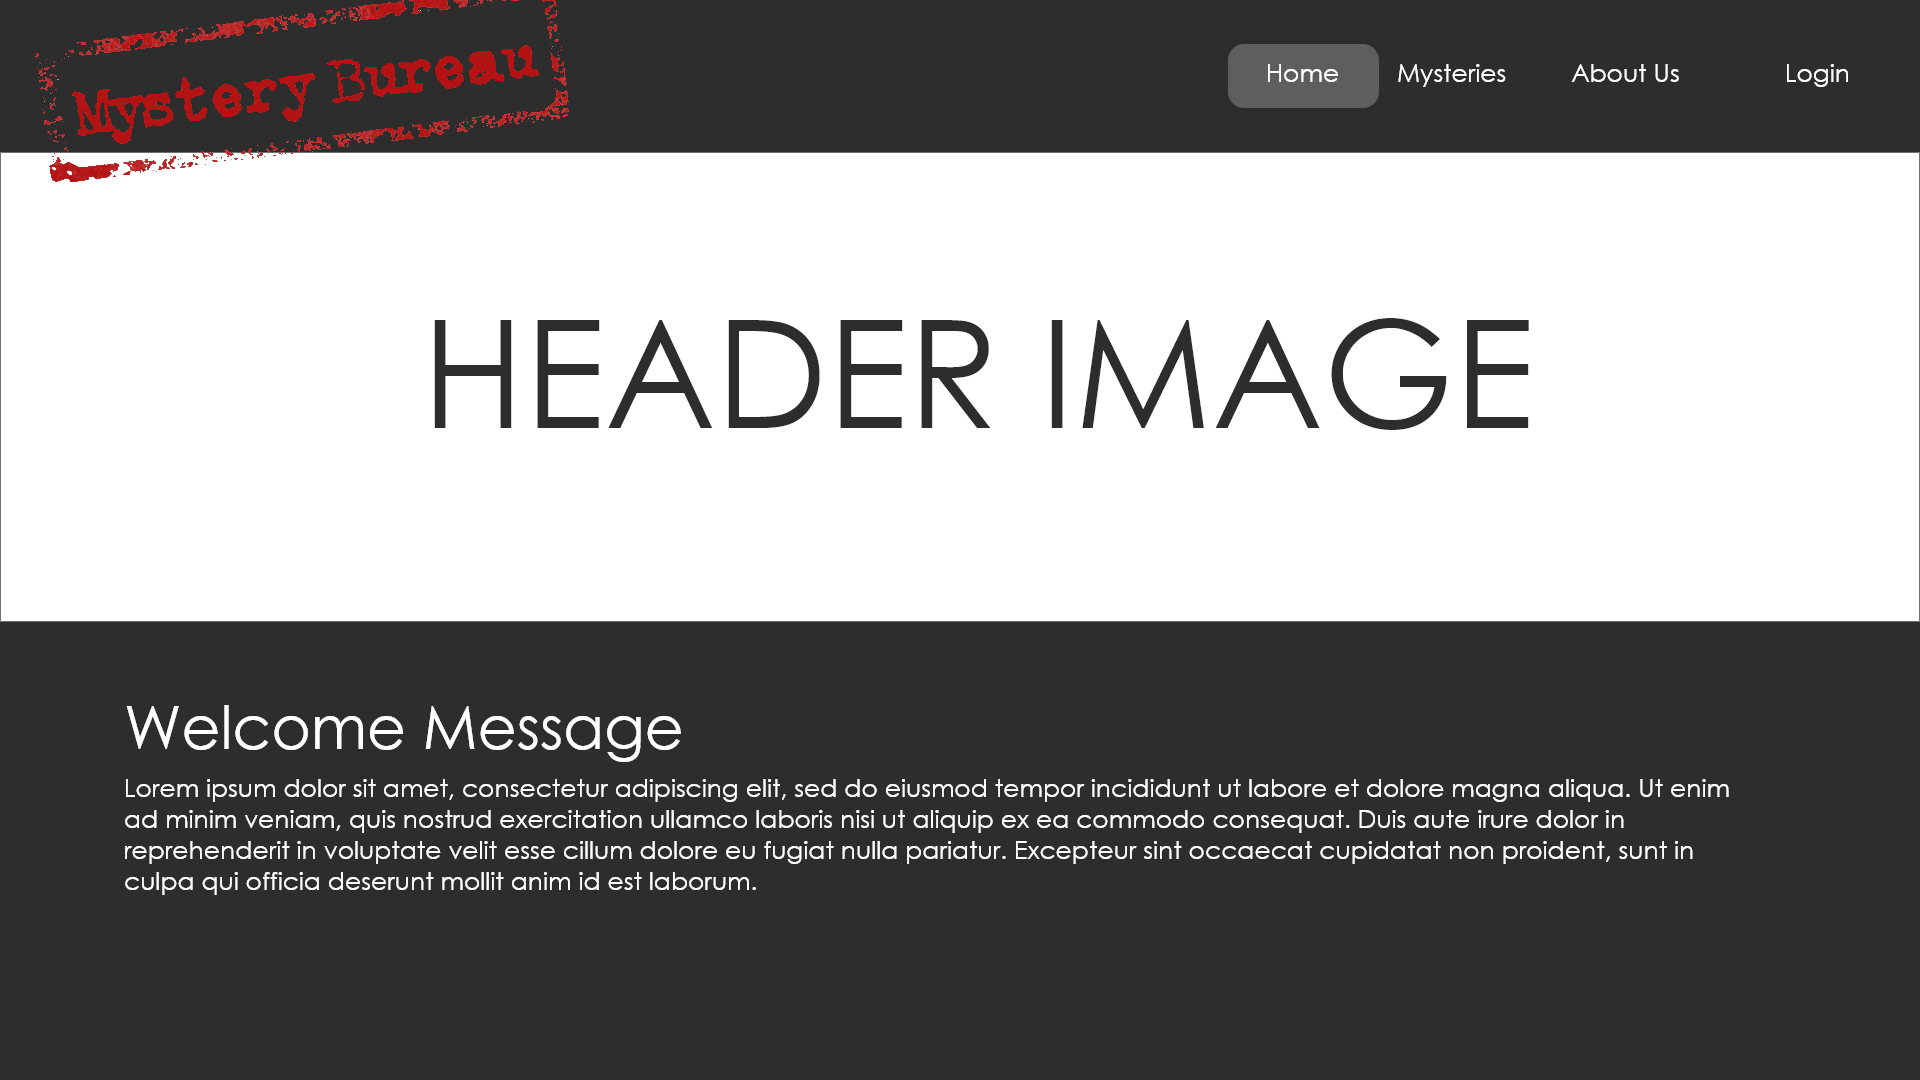 Mystery Bureau
Home Mysteries About Us Login
HEADER IMAGE
Welcome Message
Lorem ipsum dolor sit amet, consectetur adipiscing elit, sed do eiusmod tempor incididunt ut labore et dolore magna aliqua. Ut enim
ad minim veniam, quis nostrud exercitation ullamco laboris nisi ut aliquip ex ea commodo consequat. Duis aute irure dolor in
reprehenderit in voluptate velit esse cillum dolore eu fugiat nulla pariatur. Excepteur sint occaecat cupidatat non proident, sunt in
culpa qui officia deserunt mollit anim id est laborum.